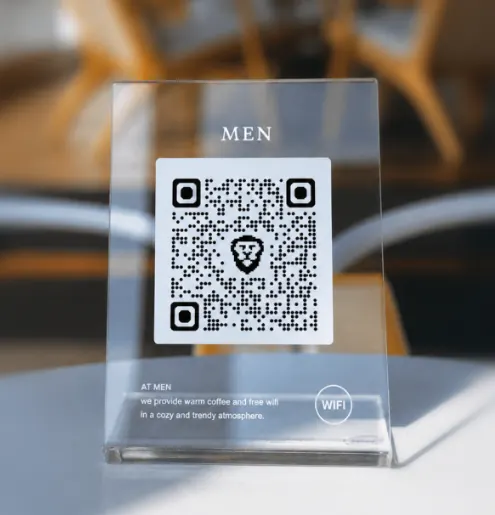 MEN
AT MEN
we provide warm coffee and free wifi
in a cozy and trendy atmosphere.
WIFI